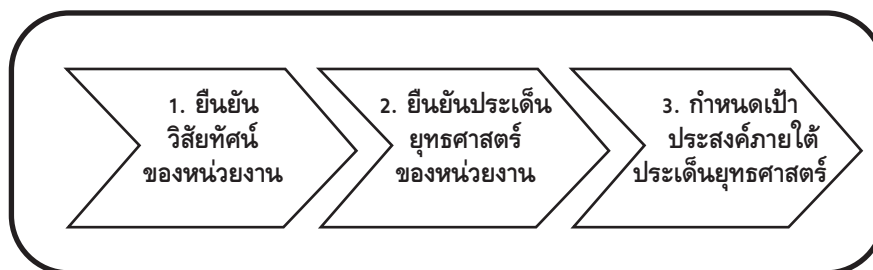 1. ยืนยัน
วิสัยทัศน์
ของหน่วยงาน
2. ยืนยันประเด็น
ยุทธศาสตร์
ของหน่วยงาน
3. กำหนดเป้า
ประสงค์ภายใต้
ประเด็นยุทธศาสตร์